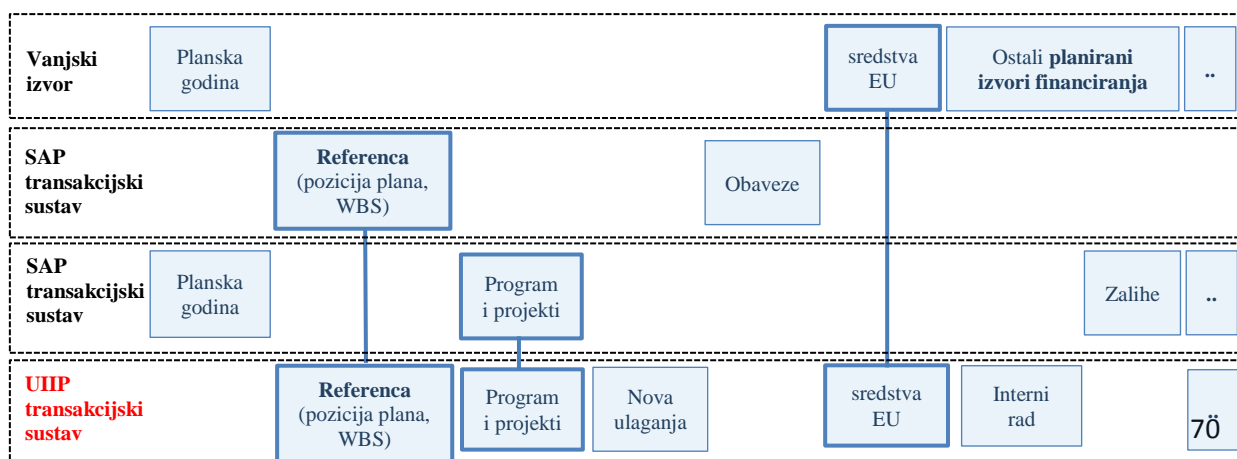 Vanjski
izvor
Planska
godina
sredstva
EU
Ostali planirani
izvori financiranja
..
SAP
transakcijski
sustav
Referenca
(pozicija plana,
WBS)
Obaveze
SAP
transakcijski
sustav
Planska
godina
Program
i projekti
Zalihe
..
UIIP
transakcijski
sustav
Referenca
(pozicija plana,
WBS)
Program
i projekti
Nova
ulaganja
sredstva
EU
Interni
rad
70̈